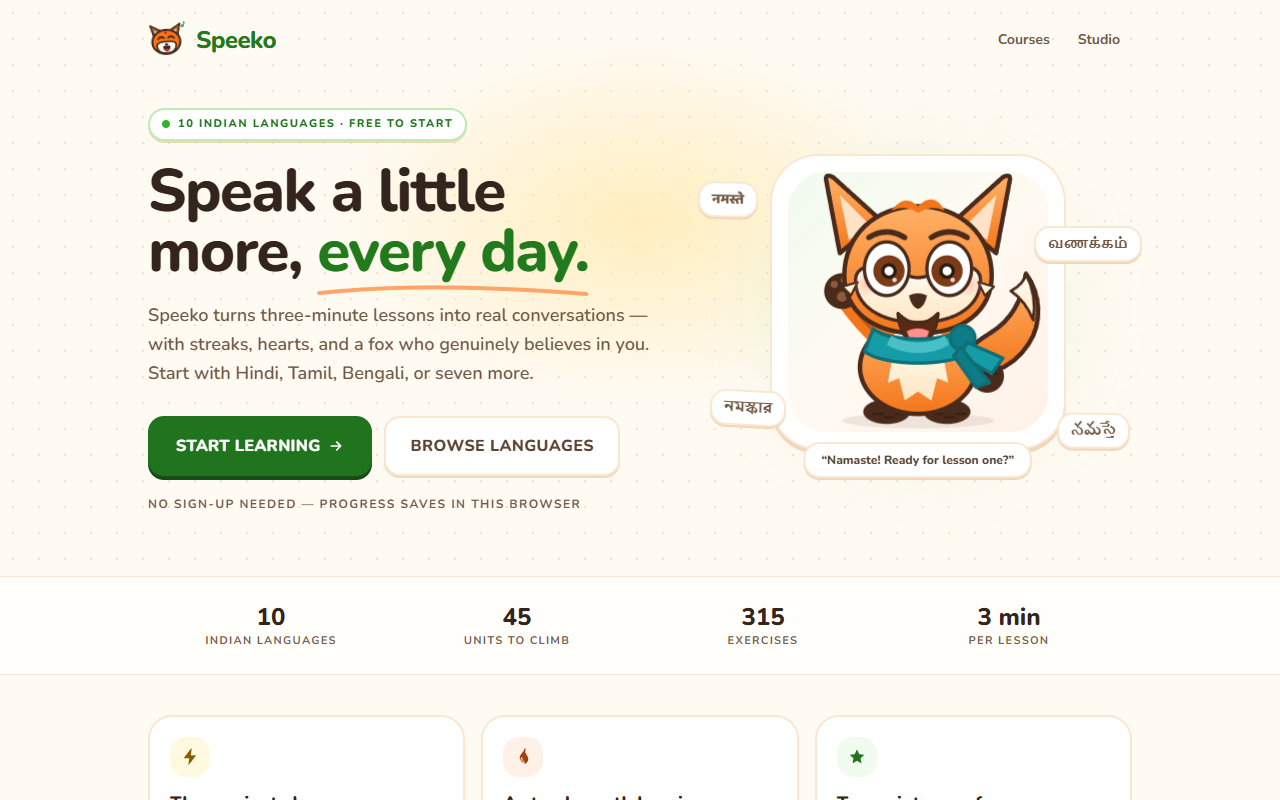 Speeko
Courses
Studio
10 INDIAN LANGUAGES · FREE TO START
Speak a little
more, every day.
Speeko turns three-minute lessons into real conversations —
with streaks, hearts, and a fox who genuinely believes in you.
Start with Hindi, Tamil, Bengali, or seven more.
START LEARNING →
BROWSE LANGUAGES
NO SIGN-UP NEEDED — PROGRESS SAVES IN THIS BROWSER
नमस्ते
வணக்கம்
নমস্কার
నమస్తే
“Namaste! Ready for lesson one?”
10
INDIAN LANGUAGES
45
UNITS TO CLIMB
315
EXERCISES
3 min
PER LESSON